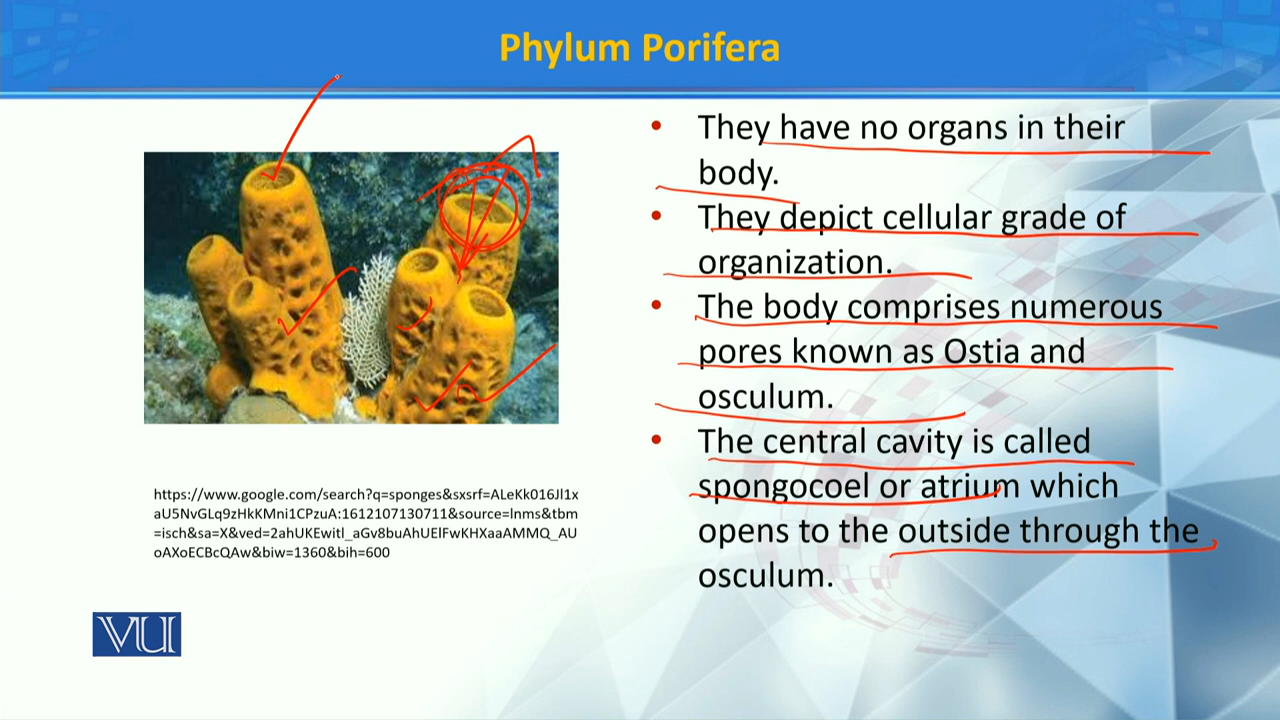 Phylum Porifera
• They have no organs in their
body.
• They depict cellular grade of
organization.
• The body comprises numerous
pores known as Ostia and
osculum.
• The central cavity is called
spongocoel or atrium which
opens to the outside through the
osculum.
https://www.google.com/search?q=sponges&sxsrf=ALeKk016Jl1x
aU5NvGLq9zHkKMni1CPzuA:1612107130711&source=lnms&tbm
=isch&sa=X&ved=2ahUKEwitl_aGv8buAhUElFwKHXaaAMMQ_AU
oAXoECBcQAw&biw=1360&bih=600
VU